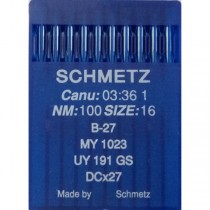 SCHMETZ
Canu: 03:36 1
NM:100 SIZE:16
B-27
MY 1023
UY 191 GS
DCx27
Made by Schmetz